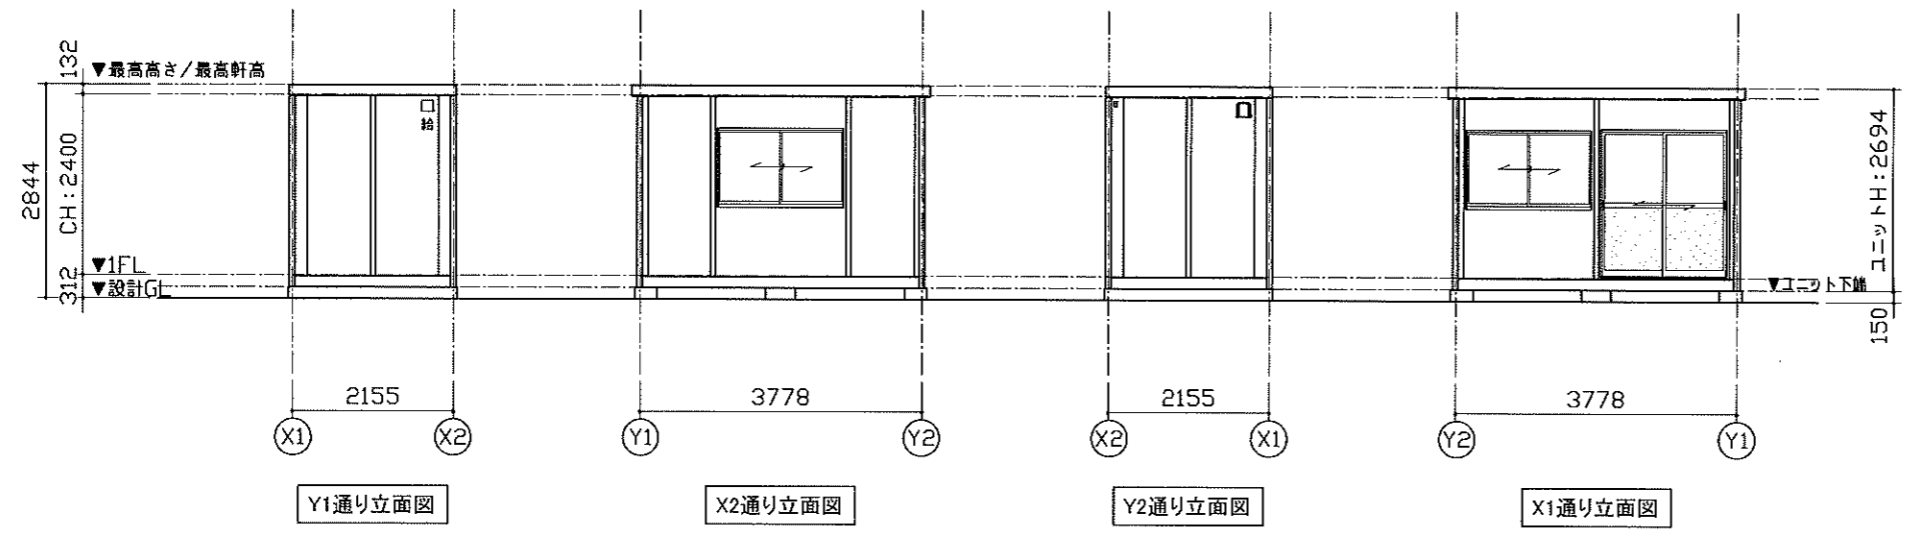 132
▼最高高さ/最高軒高
2844
CH:2400
▼1FL
312
▼設計GL
給
ユニットH:2694
▼ユニット下端
150
2155
3778
2155
3778
X1
X2
Y1
Y2
X2
X1
Y2
Y1
Y1通り立面図
X2通り立面図
Y2通り立面図
X1通り立面図